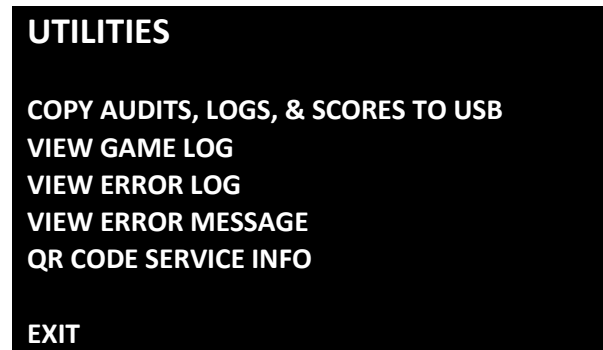 UTILITIES
COPY AUDITS, LOGS, & SCORES TO USB
VIEW GAME LOG
VIEW ERROR LOG
VIEW ERROR MESSAGE
QR CODE SERVICE INFO
EXIT